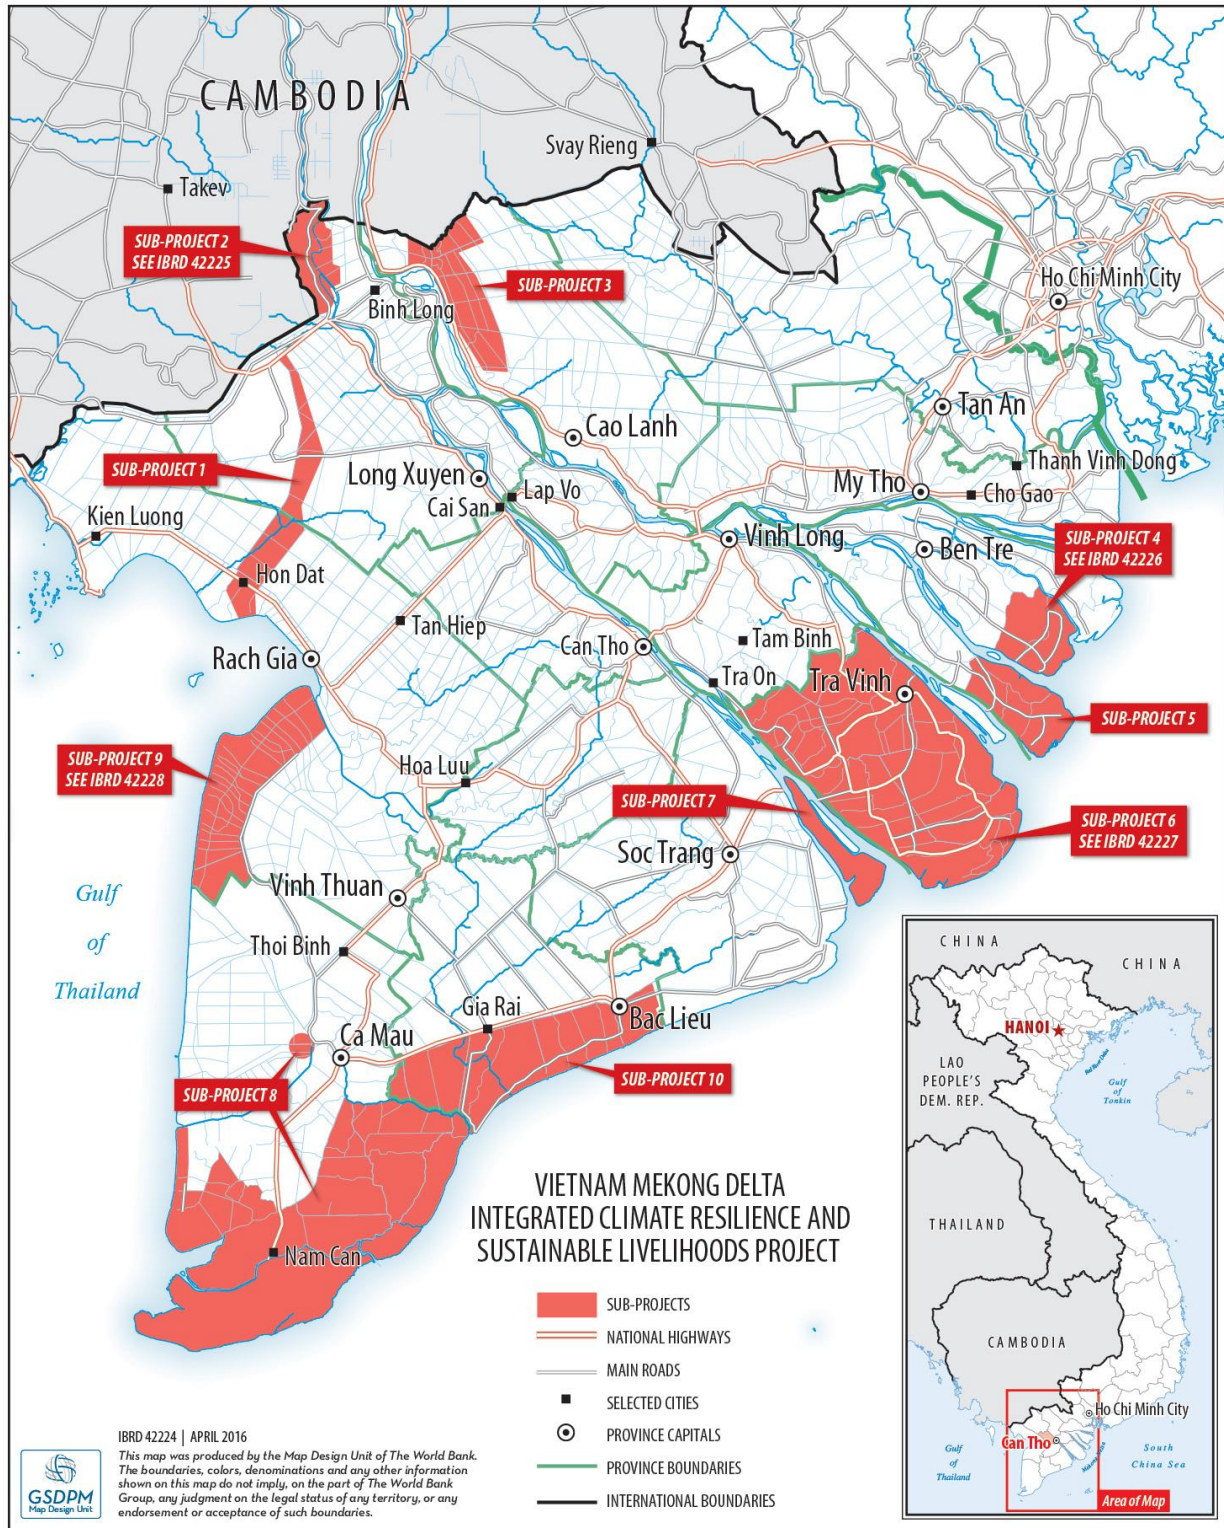 CAMBODIA
Svay Rieng
Takev
SUB-PROJECT 2
SEE IBRD 42225
SUB-PROJECT 3
Ho Chi Minh City
Binh Long
Tan An
Cao Lanh
SUB-PROJECT 1
Long Xuyen
Lap Vo
Cai San
Thanh Vinh Dong
My Tho
Cho Gao
Kien Luong
Vinh Long
Ben Tre
SUB-PROJECT 4
SEE IBRD 42226
Hon Dat
Tan Hiep
Can Tho
Tam Binh
Rach Gia
Tra On
Tra Vinh
SUB-PROJECT 5
SUB-PROJECT 9
SEE IBRD 42228
Hoa Luu
SUB-PROJECT 7
SUB-PROJECT 6
SEE IBRD 42227
Soc Trang
Vinh Thuan
Gulf
of
Thailand
Thoi Binh
Gia Rai
Bac Lieu
Ca Mau
SUB-PROJECT 10
SUB-PROJECT 8
Nam Can
VIETNAM MEKONG DELTA
INTEGRATED CLIMATE RESILIENCE AND
SUSTAINABLE LIVELIHOODS PROJECT
SUB-PROJECTS
NATIONAL HIGHWAYS
MAIN ROADS
SELECTED CITIES
PROVINCE CAPITALS
PROVINCE BOUNDARIES
INTERNATIONAL BOUNDARIES
IBRD 42224 | APRIL 2016
This map was produced by the Map Design Unit of The World Bank.
The boundaries, colors, denominations and any other information
shown on this map do not imply, on the part of The World Bank
Group, any judgment on the legal status of any territory, or any
endorsement or acceptance of such boundaries.
GSDPM
Map Design Unit
CHINA
CHINA
HANOI
LAO
PEOPLE'S
DEM. REP.
Gulf
of
Tonkin
THAILAND
CAMBODIA
Ho Chi Minh City
Can Tho
Gulf
of
Thailand
South
China Sea
Area of Map